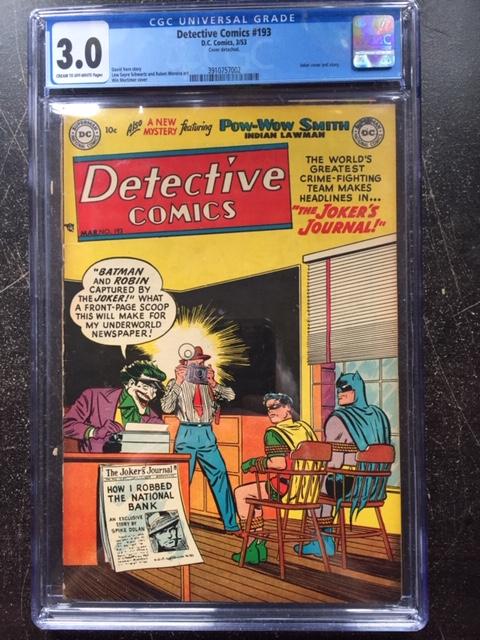 CGC UNIVERSAL GRADE
3.0
CREAM TO OFF-WHITE Pages
Detective Comics #193
D.C. Comics, 3/53
Cover detached.
David Vern story
Lew Sayre Schwartz and Ruben Moreira art
Win Mortimer cover
3910757002
Joker cover and story.
DC
10¢
Also A NEW MYSTERY featuring
POW-WOW SMITH
INDIAN LAWMAN
DC
Detective
COMICS
MAR. NO. 193
THE WORLD'S
GREATEST
CRIME-FIGHTING
TEAM MAKES
HEADLINES IN...
"THE JOKER'S
JOURNAL!"
"BATMAN
AND ROBIN
CAPTURED BY
THE JOKER!" WHAT
A FRONT-PAGE SCOOP
THIS WILL MAKE FOR
MY UNDERWORLD
NEWSPAPER!
The Joker's Journal
HOW I ROBBED
THE NATIONAL
BANK
AN EXCLUSIVE
STORY BY
SPIKE DOLAN